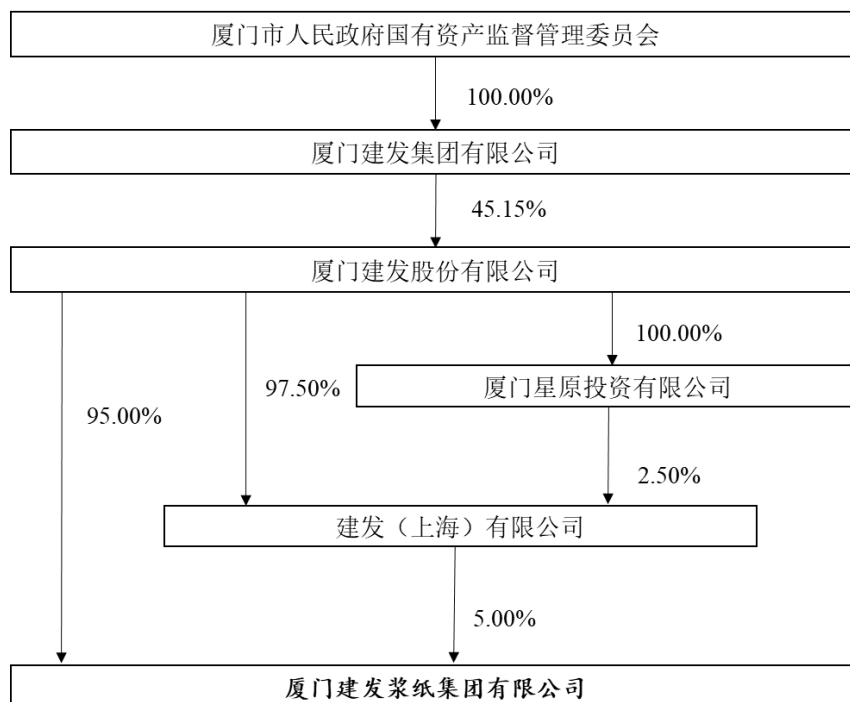 厦门市人民政府国有资产监督管理委员会
100.00%
厦门建发集团有限公司
45.15%
厦门建发股份有限公司
100.00%
厦门星原投资有限公司
97.50%
95.00%
2.50%
建发（上海）有限公司
5.00%
厦门建发浆纸集团有限公司